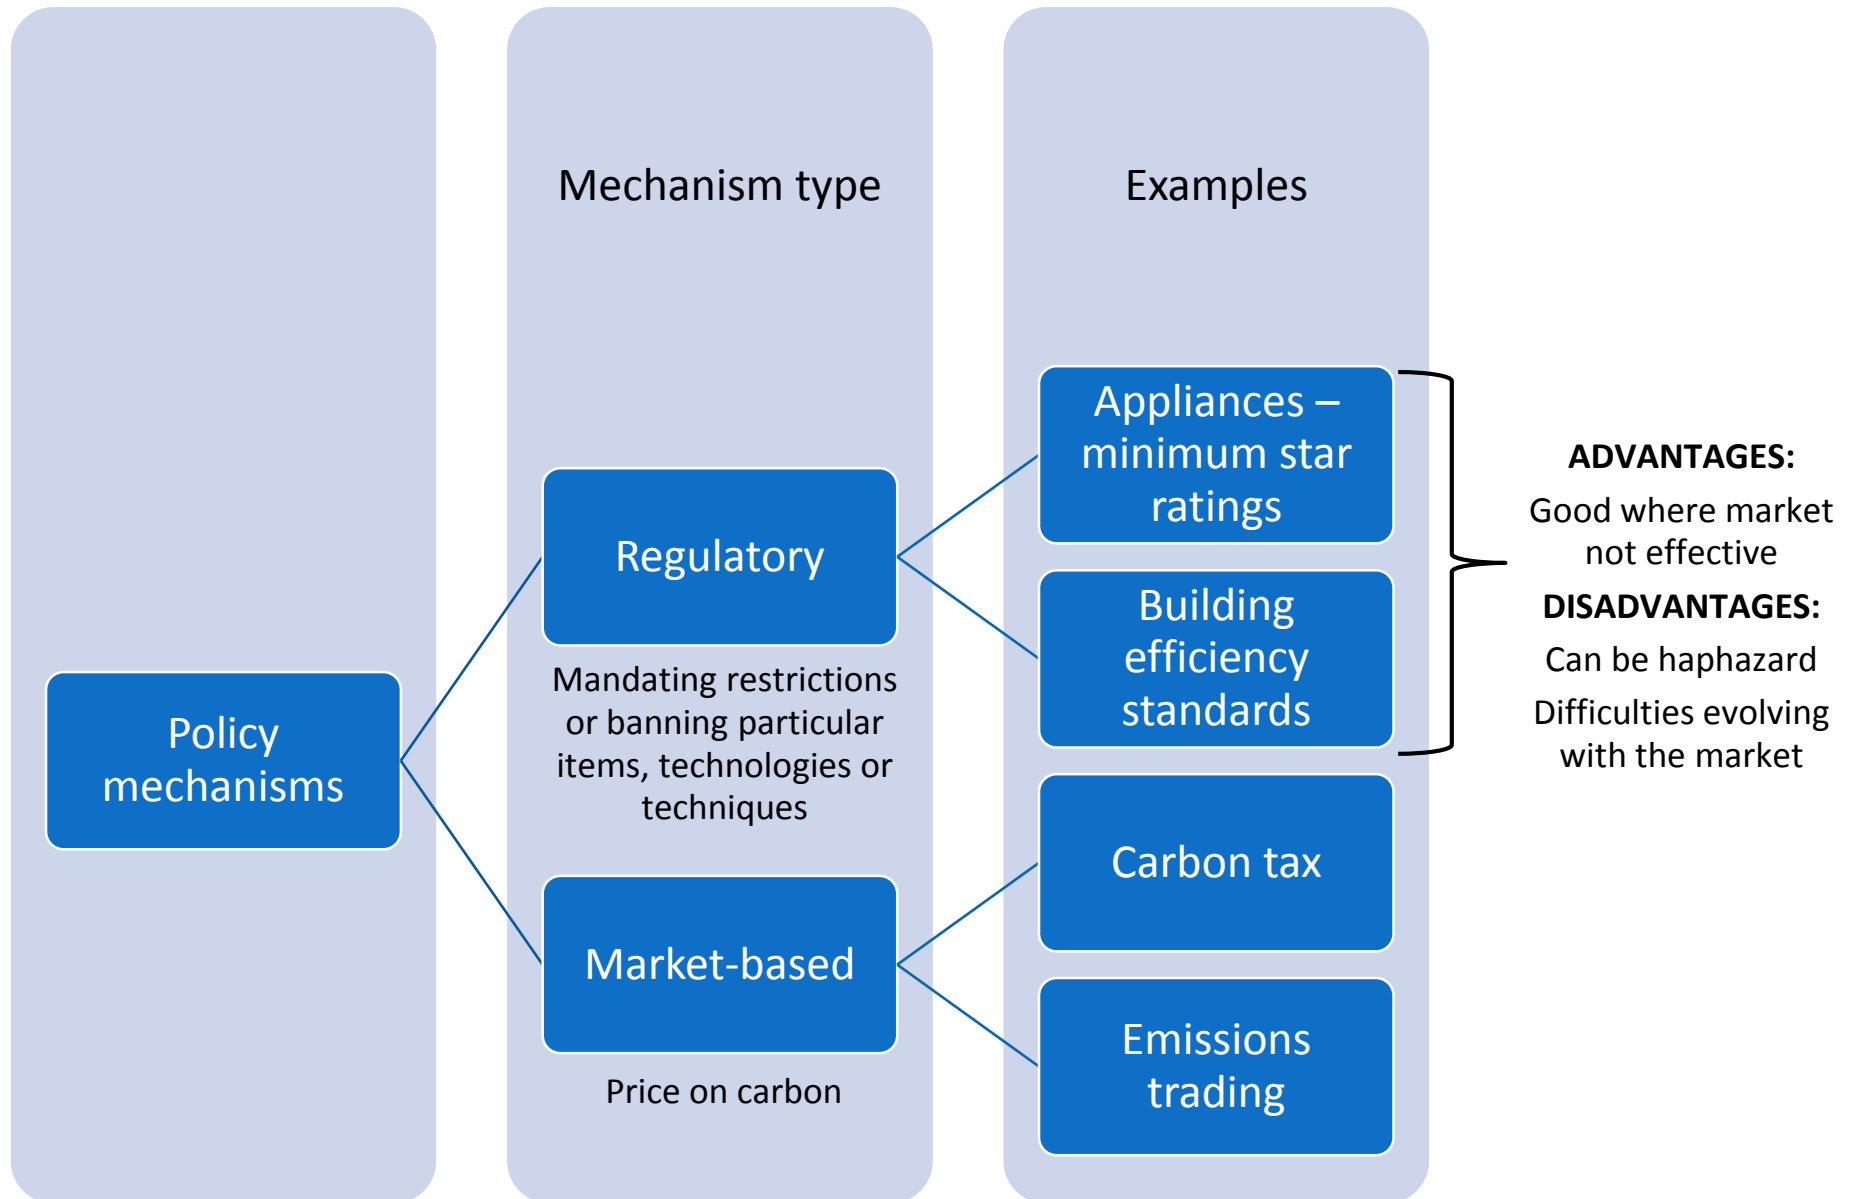 Mechanism type
Examples
Policy
mechanisms
Regulatory
Mandating restrictions
or banning particular
items, technologies or
techniques
Market-based
Price on carbon
Appliances –
minimum star
ratings
Building
efficiency
standards
Carbon tax
Emissions
trading
ADVANTAGES:
Good where market
not effective
DISADVANTAGES:
Can be haphazard
Difficulties evolving
with the market